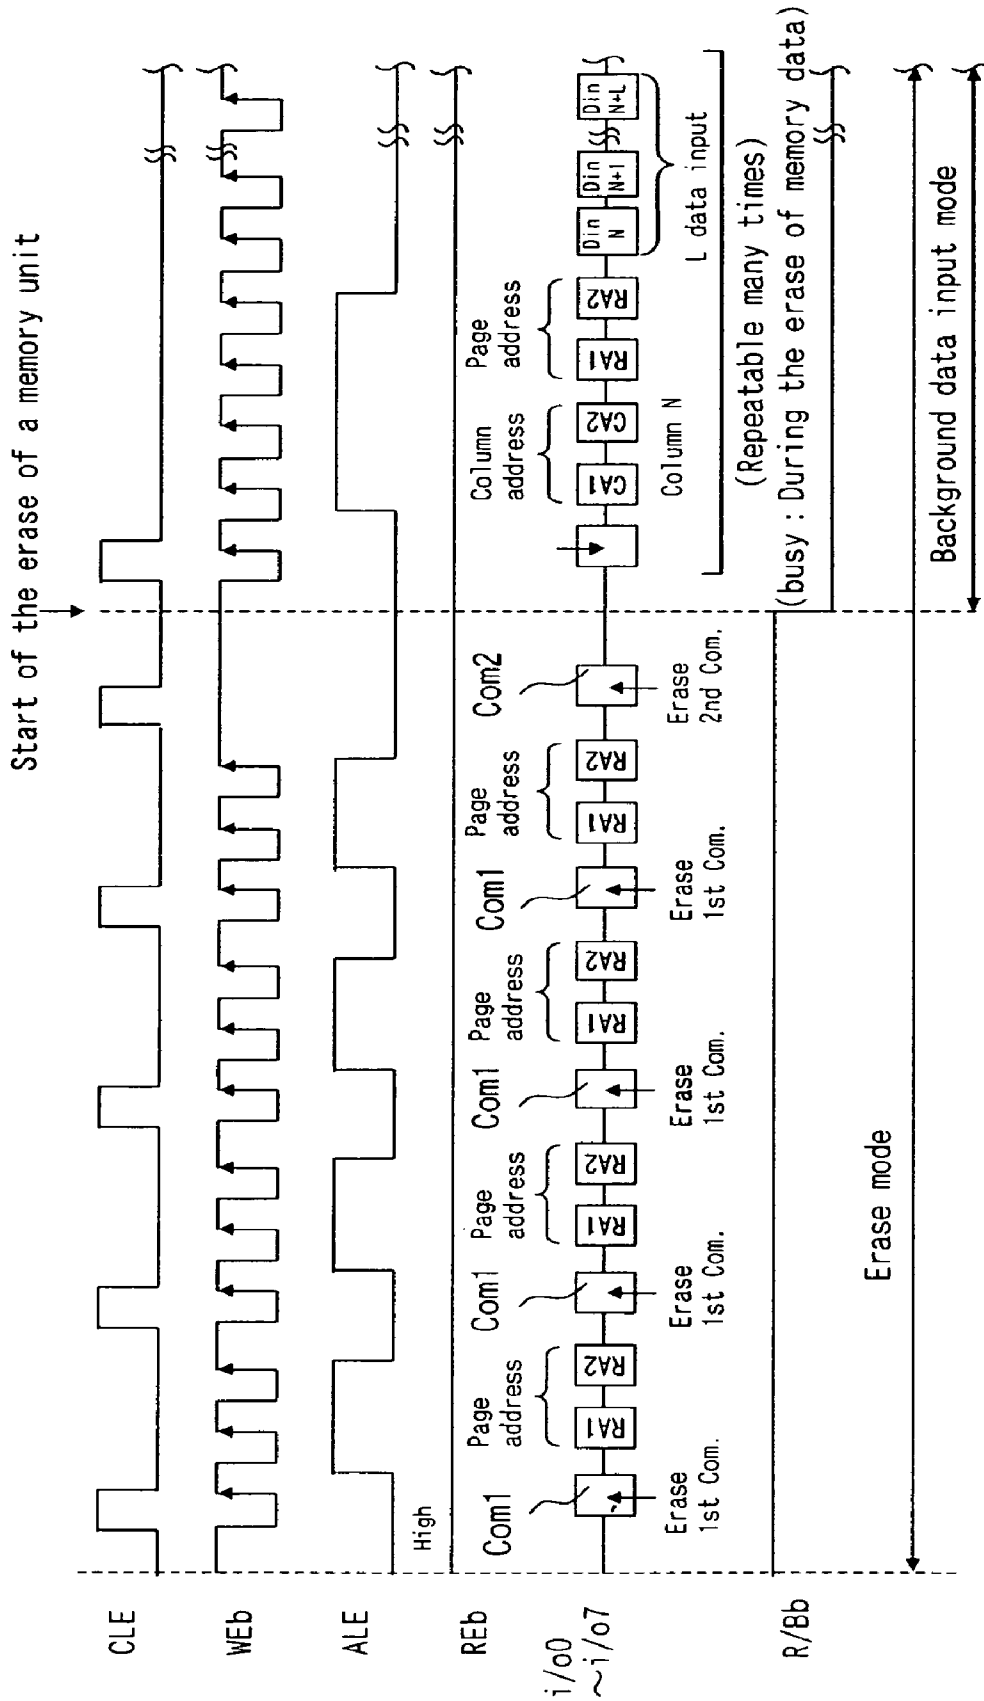 Start of the erase of a memory unit
CLE
WEb
ALE
High
REb
Com1
Page address
Com1
Page address
Com1
Page address
Com1
Page address
Com2
Column address
Page address
i/o0
~i/o7
RA1
RA2
RA1
RA2
RA1
RA2
RA1
RA2
CA1
CA2
RA1
RA2
Din N
Din N+1
Din N+L
Erase
1st Com.
Erase
1st Com.
Erase
1st Com.
Erase
1st Com.
Erase
2nd Com.
Column N
L data input
(Repeatable many times)
R/Bb
(busy : During the erase of memory data)
Erase mode
Background data input mode